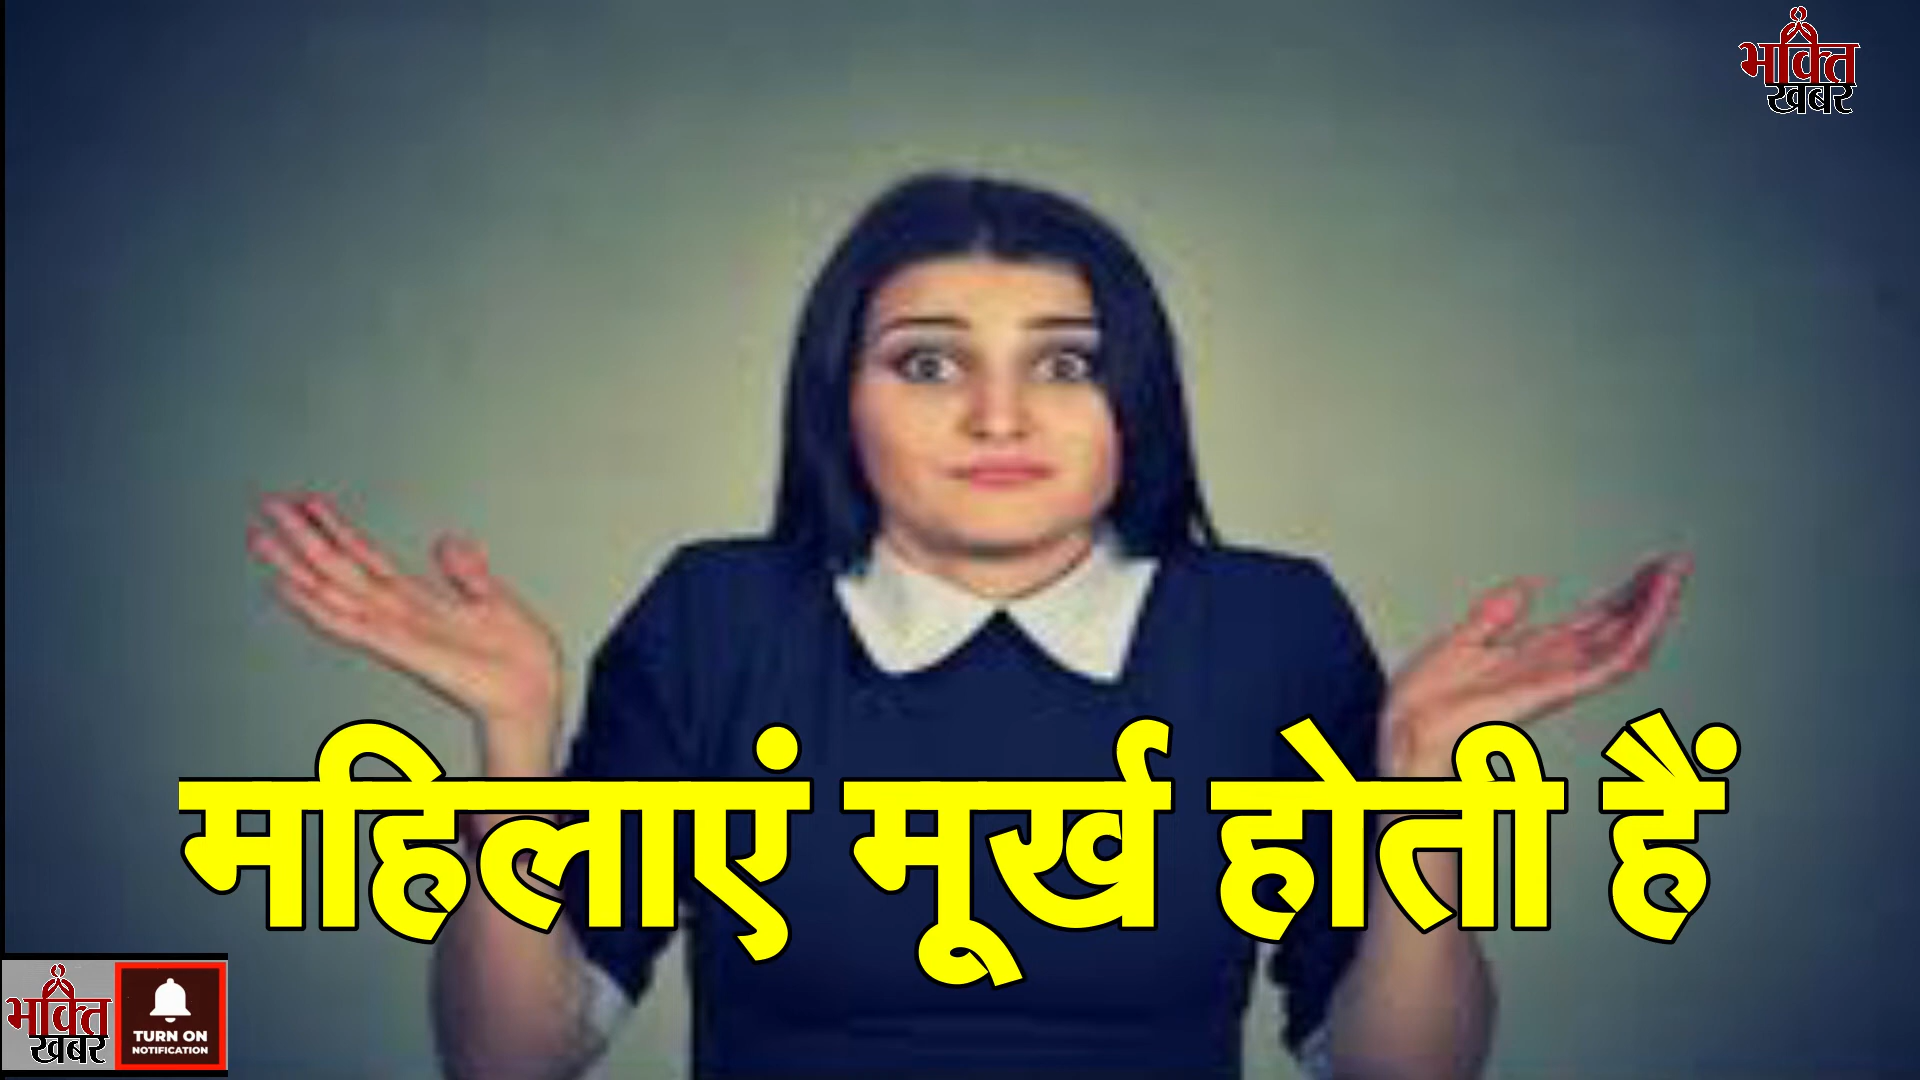 भक्ति
खबर
महिलाएं मूर्ख होती हैं
भक्ति
खबर
TURN ON
NOTIFICATION